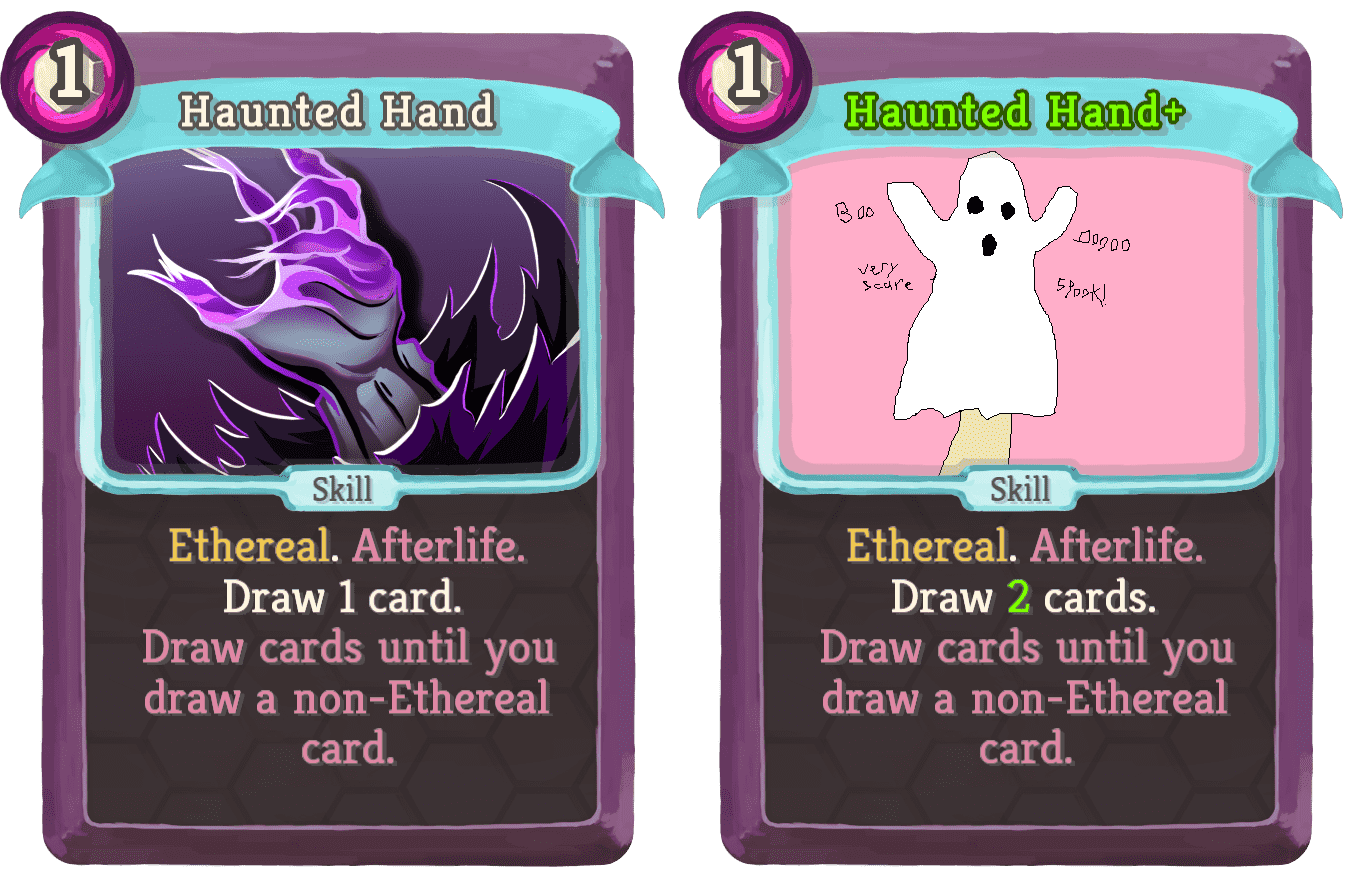 1
Haunted Hand
Skill
Ethereal. Afterlife.
Draw 1 card.
Draw cards until you
draw a non-Ethereal
card.
1
Haunted Hand+
Boo
ooooo
very
scare
spook!
Skill
Ethereal. Afterlife.
Draw 2 cards.
Draw cards until you
draw a non-Ethereal
card.